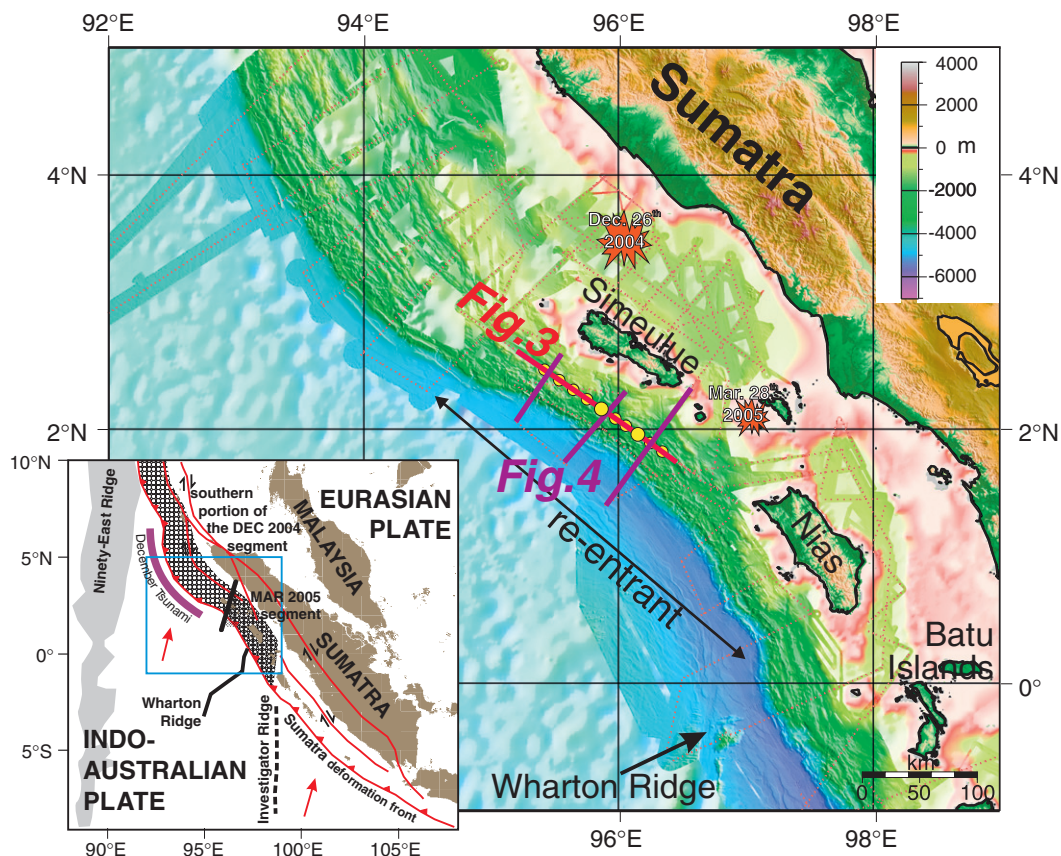 92°E
94°E
96°E
98°E
4000
2000
0 m
-2000
-4000
-6000
4°N
4°N
Sumatra
Dec. 26th
2004
Simeulue
Fig.3
Mar. 28th
2005
2°N
2°N
Fig.4
re-entrant
Nias
Batu
Islands
0°
Wharton Ridge
km
0 50 100
96°E
98°E
10°N
5°N
0°
5°S
90°E
95°E
100°E
105°E
Ninety-East Ridge
southern
portion of
the DEC 2004
segment
EURASIAN
PLATE
MALAYSIA
December Tsunami
MAR 2005
segment
SUMATRA
Wharton
Ridge
Investigator Ridge
Sumatra deformation front
INDO-
AUSTRALIAN
PLATE